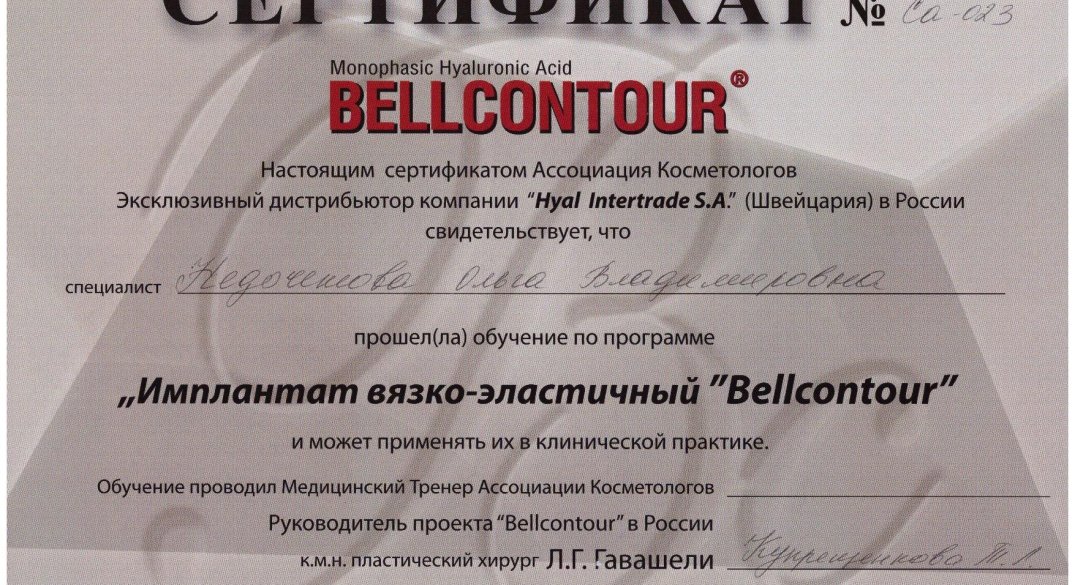 СЕРТИФИКАТ № Са-023
Monophasic Hyaluronic Acid
BELLCONTOUR®
Настоящим сертификатом Ассоциация Косметологов
Эксклюзивный дистрибьютор компании "Hyal Intertrade S.A." (Швейцария) в России
свидетельствует, что
специалист Недочетова Ольга Владимировна
прошел(ла) обучение по программе
„Имплантат вязко-эластичный "Bellcontour"
и может применять их в клинической практике.
Обучение проводил Медицинский Тренер Ассоциации Косметологов
Руководитель проекта "Bellcontour" в России
к.м.н. пластический хирург Л.Г. Гавашели